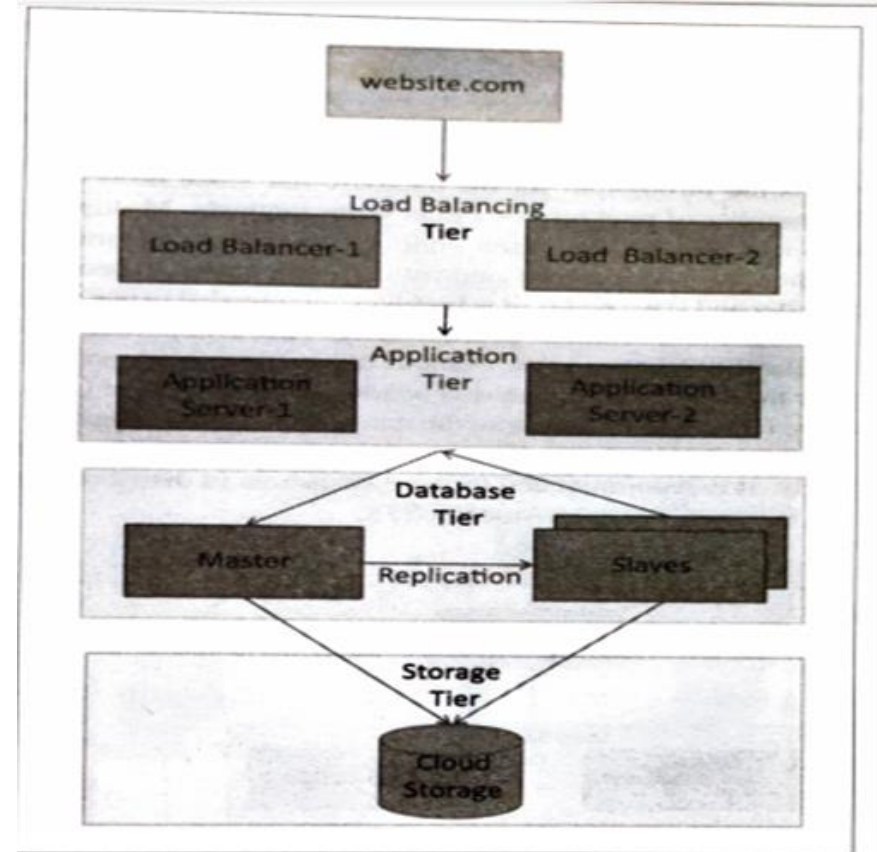 website.com
Load Balancing
Tier
Load Balancer-1
Load Balancer-2
Application
Tier
Application
Server-1
Application
Server-2
Database
Tier
Master
Replication
Slaves
Storage
Tier
Cloud
Storage